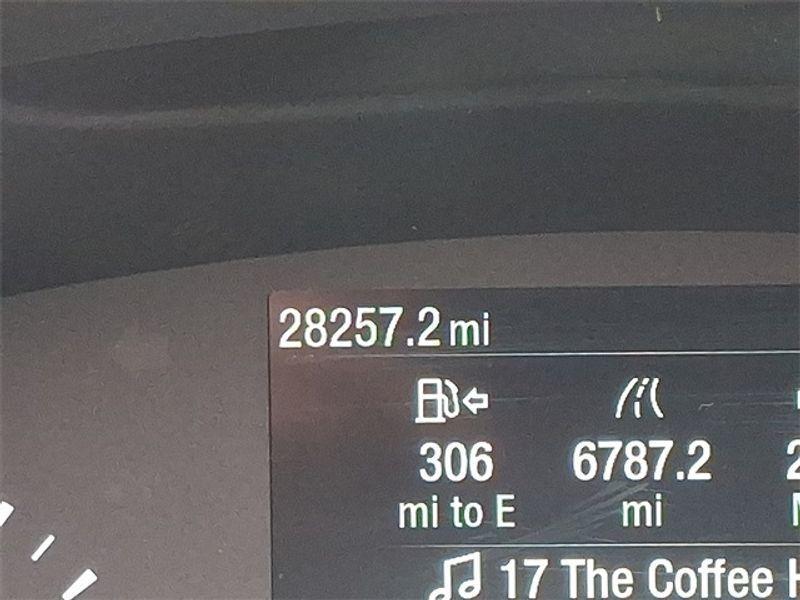 28257.2 mi
306 6787.2
mi to E mi
17 The Coffee